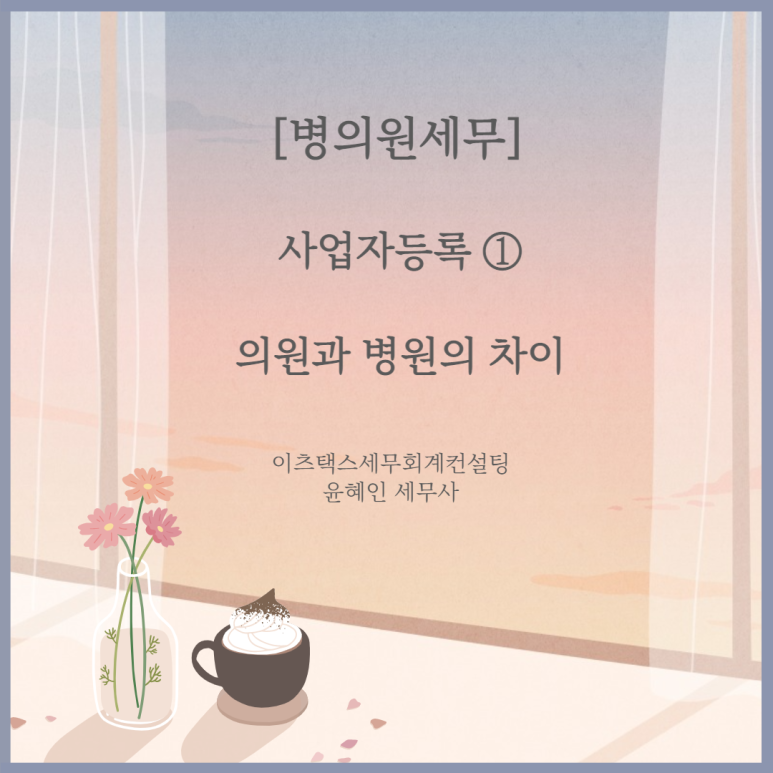 [병의원세무]
사업자등록 ①
의원과 병원의 차이
이츠택스세무회계컨설팅
윤혜인 세무사